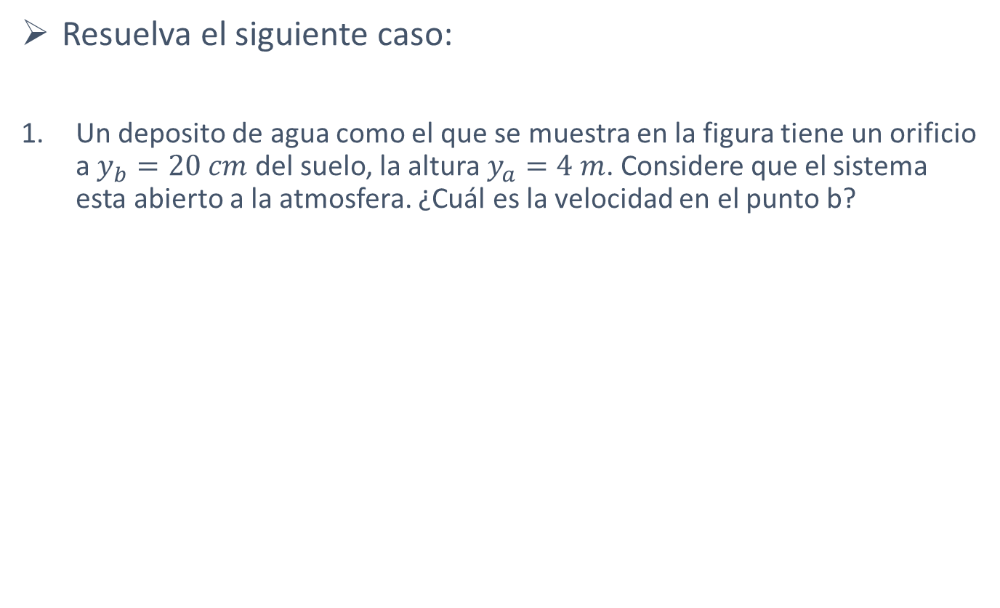 ➢ Resuelva el siguiente caso:
1. Un deposito de agua como el que se muestra en la figura tiene un orificio
a 𝑦𝑏 = 20 𝑐𝑚 del suelo, la altura 𝑦𝑎 = 4 𝑚. Considere que el sistema
esta abierto a la atmosfera. ¿Cuál es la velocidad en el punto b?